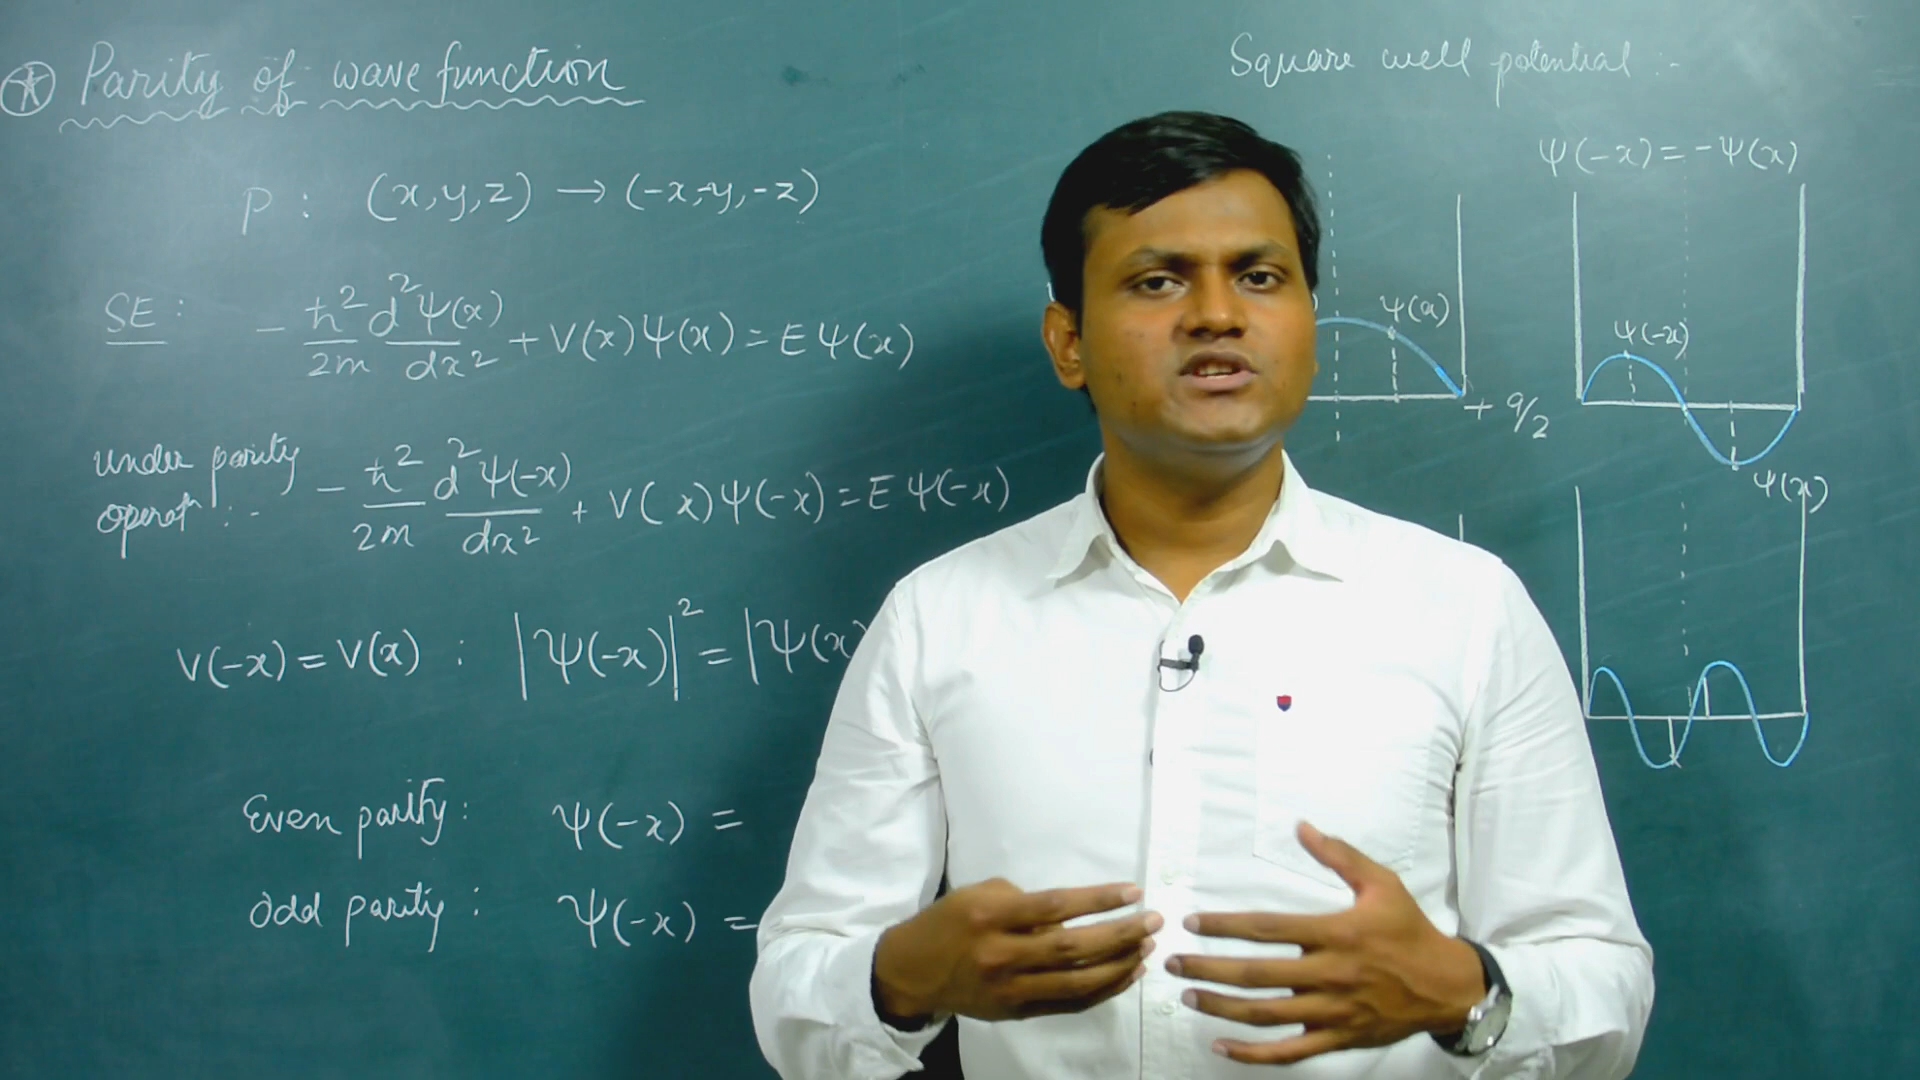 Parity of wave function
P : (x,y,z) → (-x,-y,-z)
SE : - ħ²/2m d²Ψ(x)/dx² + V(x)Ψ(x) = EΨ(x)
under parity
operatⁿ :- - ħ²/2m d²Ψ(-x)/dx² + V( x)Ψ(-x) = EΨ(-x)
V(-x) = V(x) : |Ψ(-x)|² = |Ψ(x)
Even parity : Ψ(-x) =
Odd parity : Ψ(-x) =
Square well potential :-
Ψ(-x) = -Ψ(x)
Ψ(a)
+ a/2
Ψ(-x)
Ψ(x)